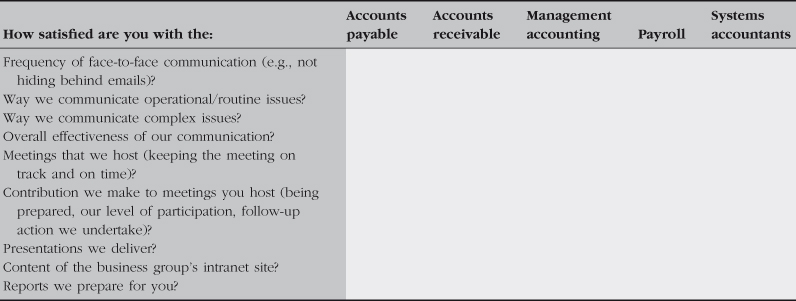 How satisfied are you with the: Accounts payable Accounts receivable Management accounting Payroll Systems accountants
Frequency of face-to-face communication (e.g., not
hiding behind emails)?
Way we communicate operational/routine issues?
Way we communicate complex issues?
Overall effectiveness of our communication?
Meetings that we host (keeping the meeting on
track and on time)?
Contribution we make to meetings you host (being
prepared, our level of participation, follow-up
action we undertake)?
Presentations we deliver?
Content of the business group's intranet site?
Reports we prepare for you?